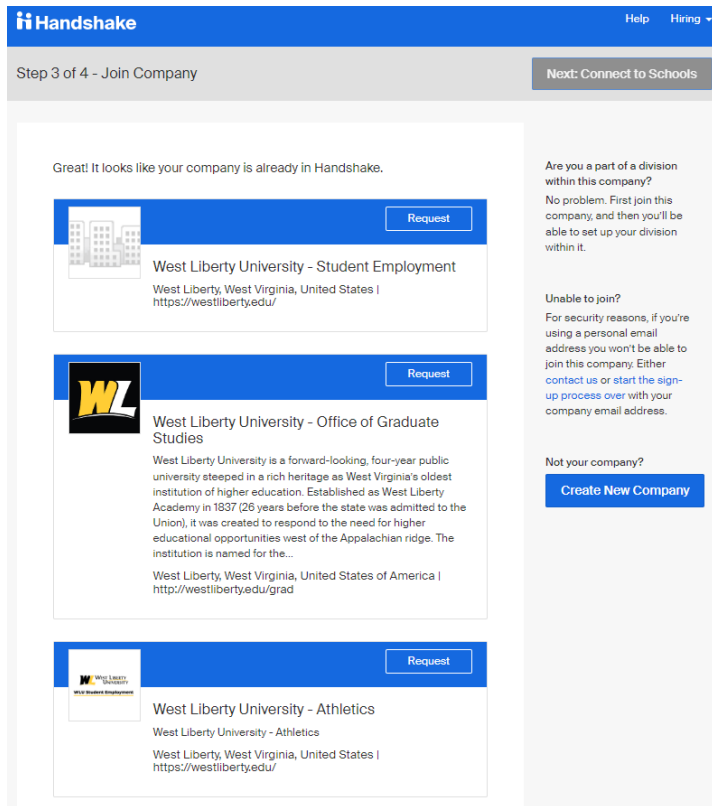 Handshake
Help Hiring
Step 3 of 4 - Join Company
Next: Connect to Schools
Great! It looks like your company is already in Handshake.
Request
West Liberty University - Student Employment
West Liberty, West Virginia, United States |
https://westliberty.edu/
WL
Request
West Liberty University - Office of Graduate
Studies
West Liberty University is a forward-looking, four-year public
university steeped in a rich heritage as West Virginia's oldest
institution of higher education. Established as West Liberty
Academy in 1837 (26 years before the state was admitted to the
Union), it was created to respond to the need for higher
educational opportunities west of the Appalachian ridge. The
institution is named for the...
West Liberty, West Virginia, United States of America |
http://westliberty.edu/grad
WL West Liberty
University
WLU Student Employment
Request
West Liberty University - Athletics
West Liberty University - Athletics
West Liberty, West Virginia, United States |
https://westliberty.edu/
Are you a part of a division
within this company?
No problem. First join this
company, and then you'll be
able to set up your division
within it.
Unable to join?
For security reasons, if you're
using a personal email
address you won't be able to
join this company. Either
contact us or start the sign-
up process over with your
company email address.
Not your company?
Create New Company